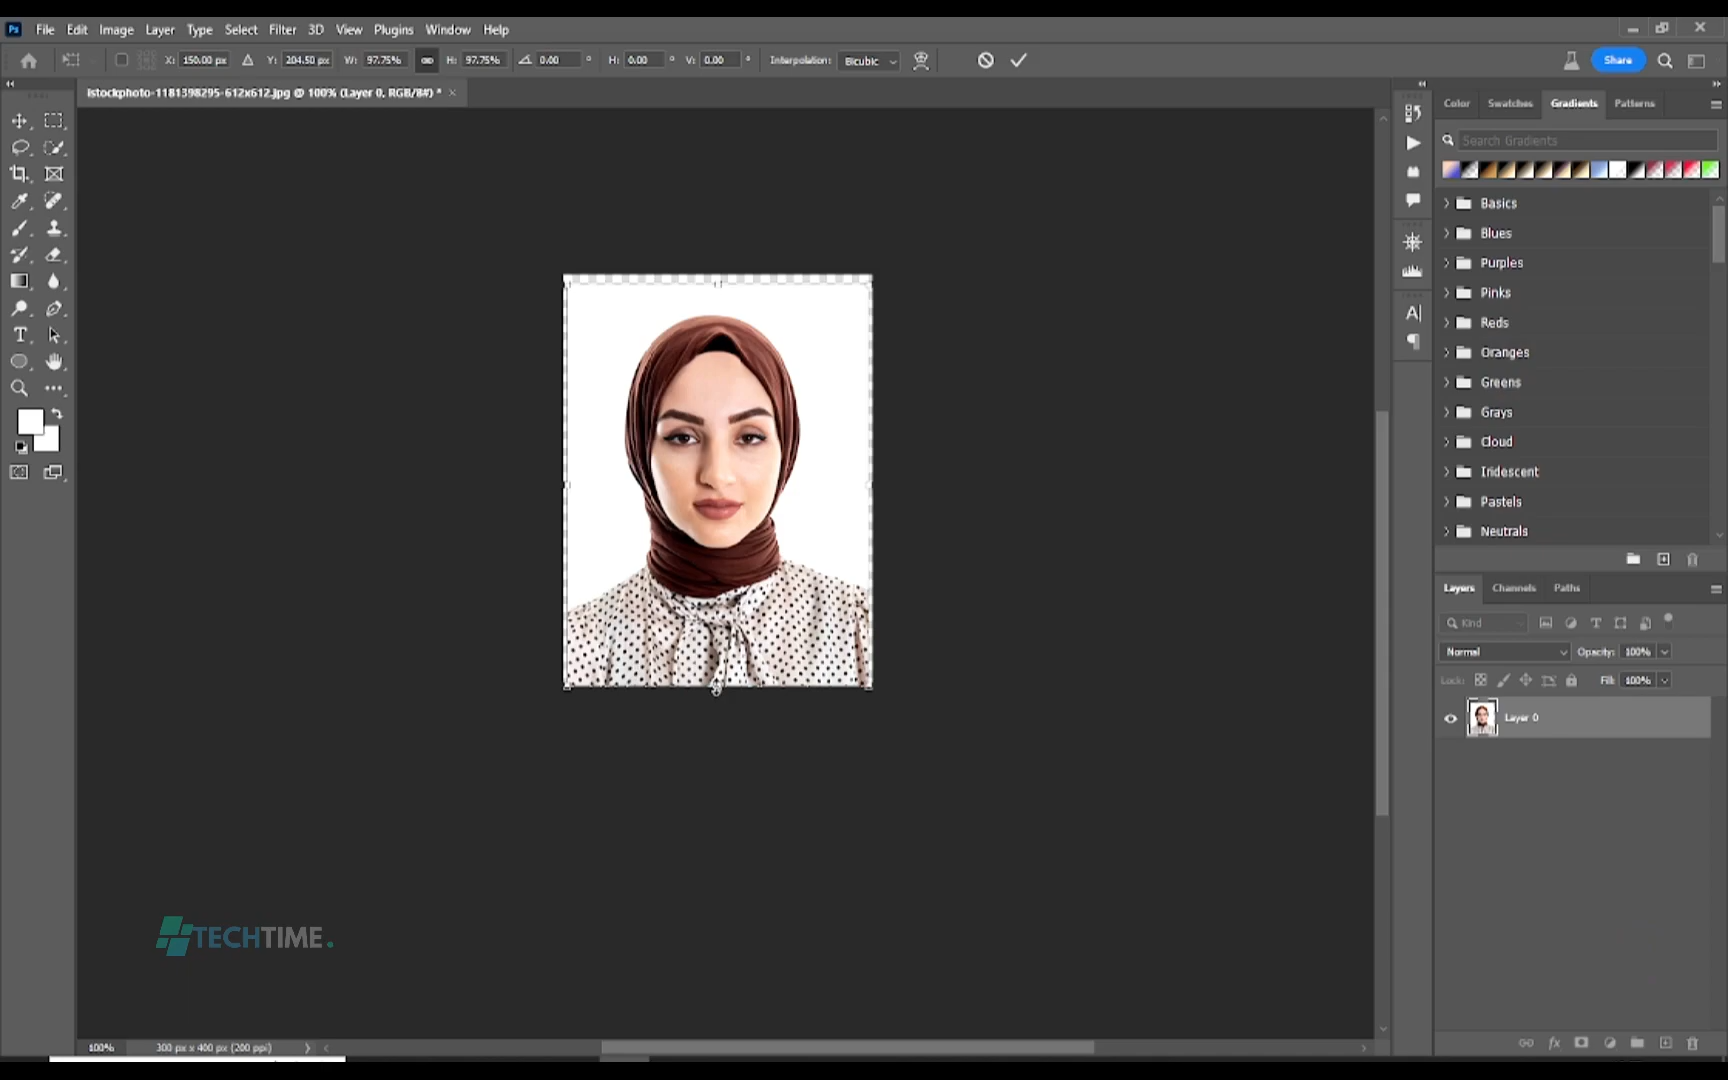 Ps File Edit Image Layer Type Select Filter 3D View Plugins Window Help
X: 150.00 px Y: 204.50 px W: 97.75% H: 97.75% 0.00 ° H: 0.00 ° V: 0.00 ° Interpolation: Bicubic Share
istockphoto-1181398295-612x612.jpg @ 100% (Layer 0, RGB/8#) * ×
Color Swatches Gradients Patterns
Search Gradients
Basics
Blues
Purples
Pinks
Reds
Oranges
Greens
Grays
Cloud
Iridescent
Pastels
Neutrals
Layers Channels Paths
Kind
Normal Opacity: 100%
Lock: Fill: 100%
Layer 0
TECHTIME.
100% 300 px x 400 px (200 ppi)